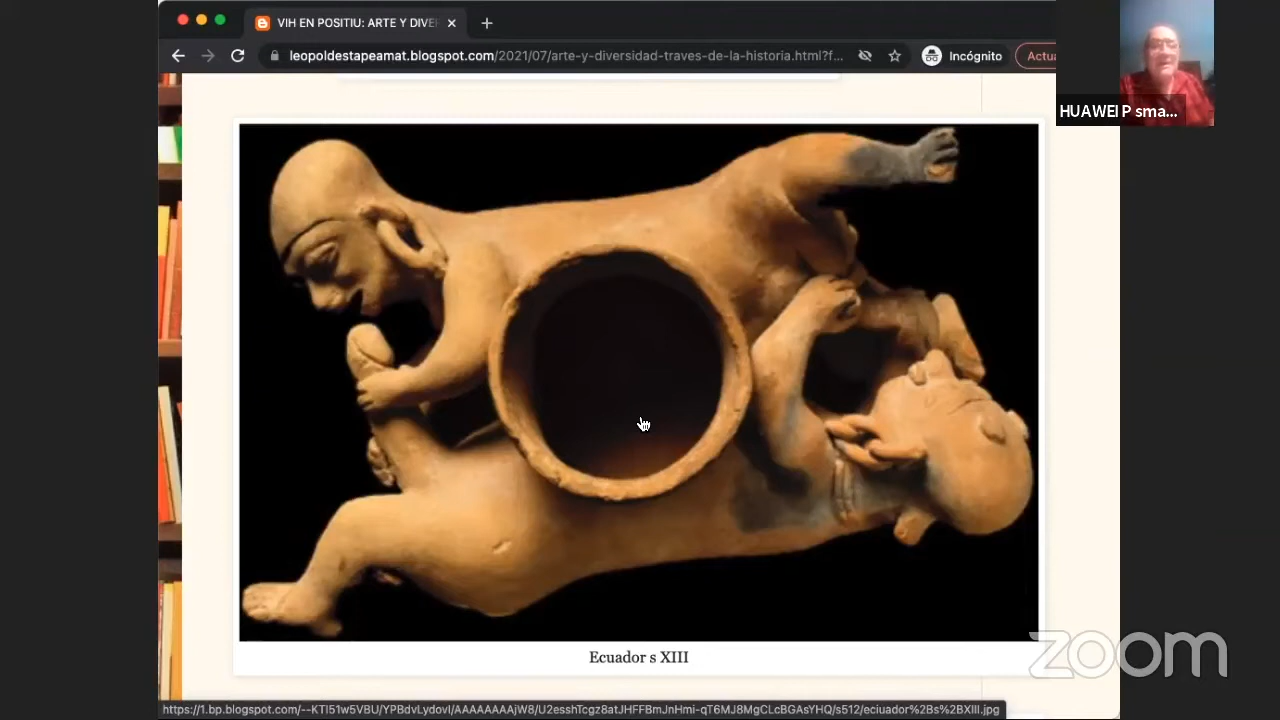 VIH EN POSITIU: ARTE Y DIVE
leopoldestapeamat.blogspot.com/2021/07/arte-y-diversidad-traves-de-la-historia.html?f...
Incógnito
Actua
HUAWEI P sma...
Ecuador s XIII
zoom
https://1.bp.blogspot.com/--KTI51w5VBU/YPBdvLydovI/AAAAAAAAjW8/U2esshTcgz8atJHFFBmJnHmi-qT6MJ8MgCLcBGAsYHQ/s512/eciuador%2Bs%2BXIII.jpg